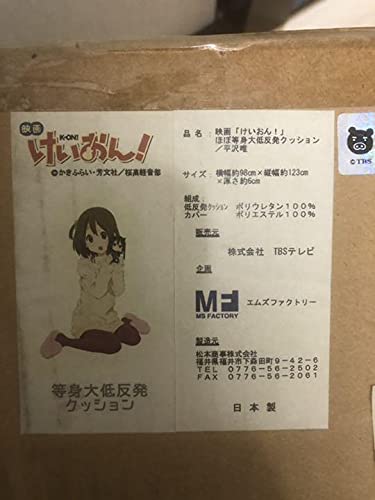 映画
K-ON!
けいおん!
©かきふらい・芳文社/桜高軽音部
等身大低反発
クッション
品名:映画「けいおん!」
ほぼ等身大低反発クッション
/平沢唯
サイズ:横幅約98cm×縦幅約123cm
×厚さ約6cm
組成:
低反発クッション ポリウレタン100%
カバー ポリエステル100%
販売元
株式会社 TBSテレビ
企画
MF
MS FACTORY
エムズファクトリー
製造元
松本商事株式会社
福井県福井市下森田町9-42-6
TEL 0776-56-2502
FAX 0776-56-2061
日本製
©TBS